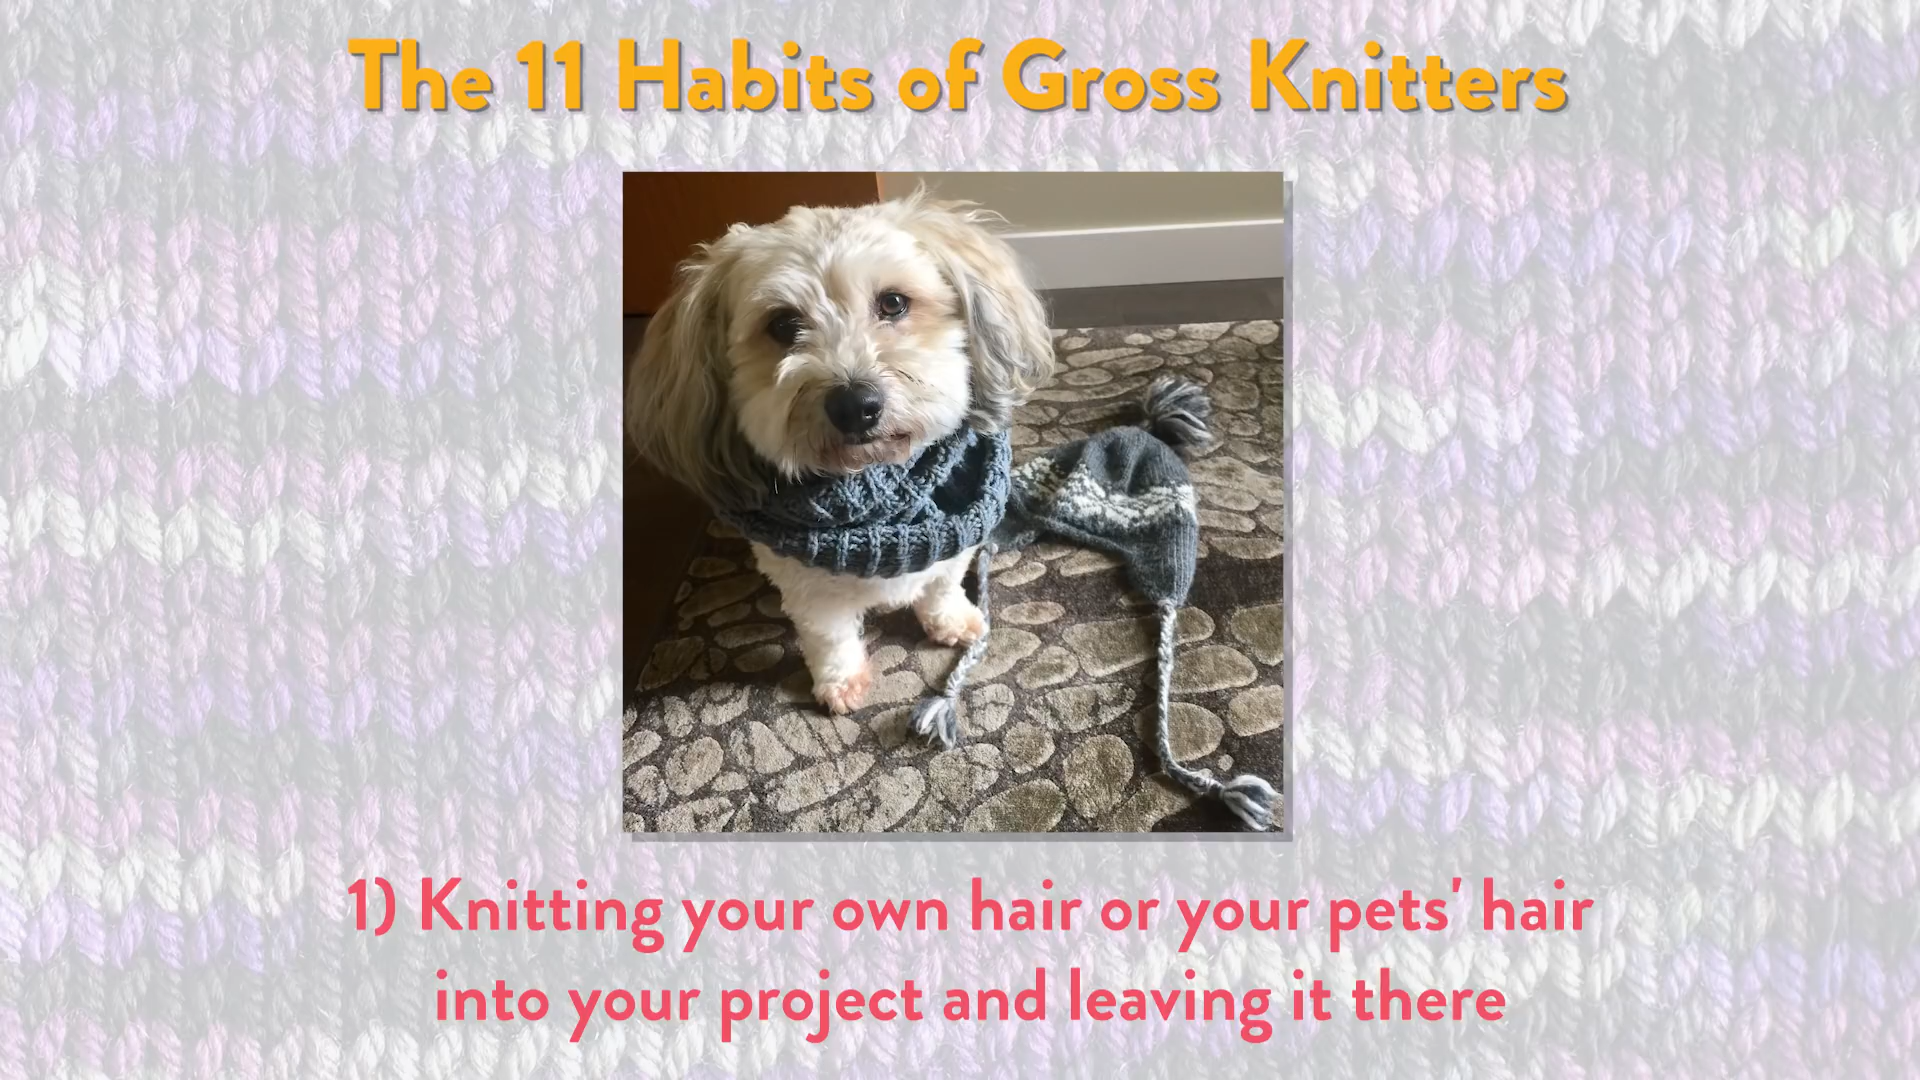 The 11 Habits of Gross Knitters
1) Knitting your own hair or your pets' hair
into your project and leaving it there